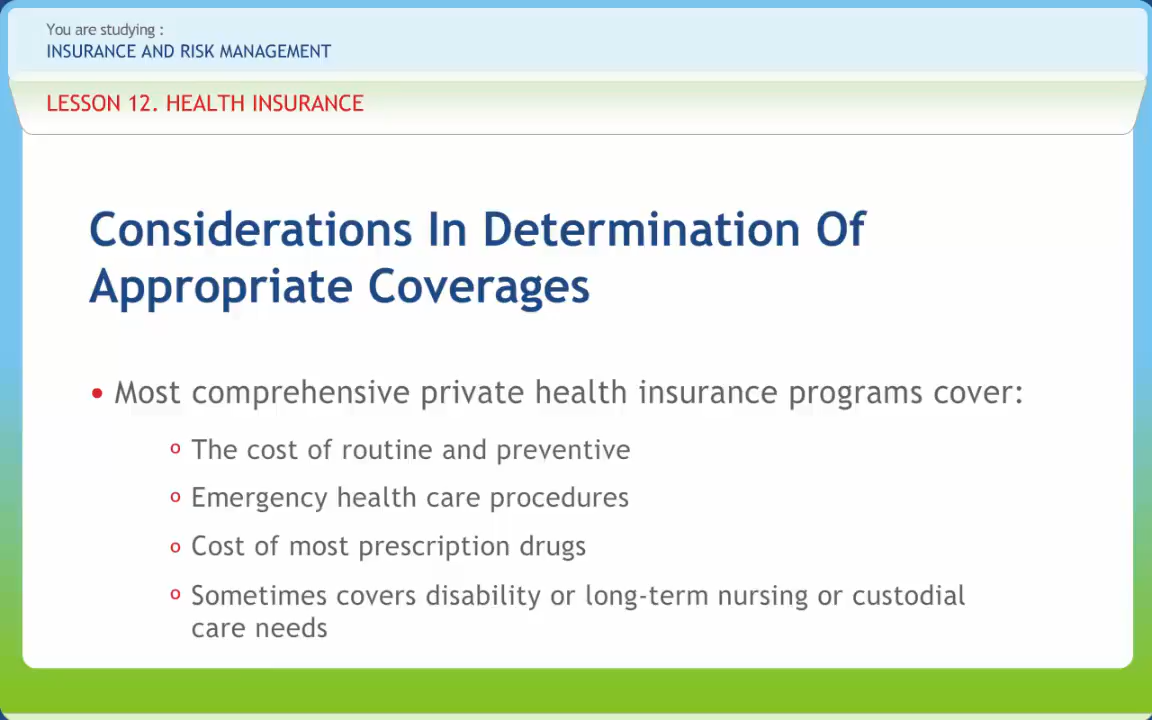 You are studying :
INSURANCE AND RISK MANAGEMENT
LESSON 12. HEALTH INSURANCE
Considerations In Determination Of
Appropriate Coverages
• Most comprehensive private health insurance programs cover:
o The cost of routine and preventive
o Emergency health care procedures
o Cost of most prescription drugs
o Sometimes covers disability or long-term nursing or custodial
care needs